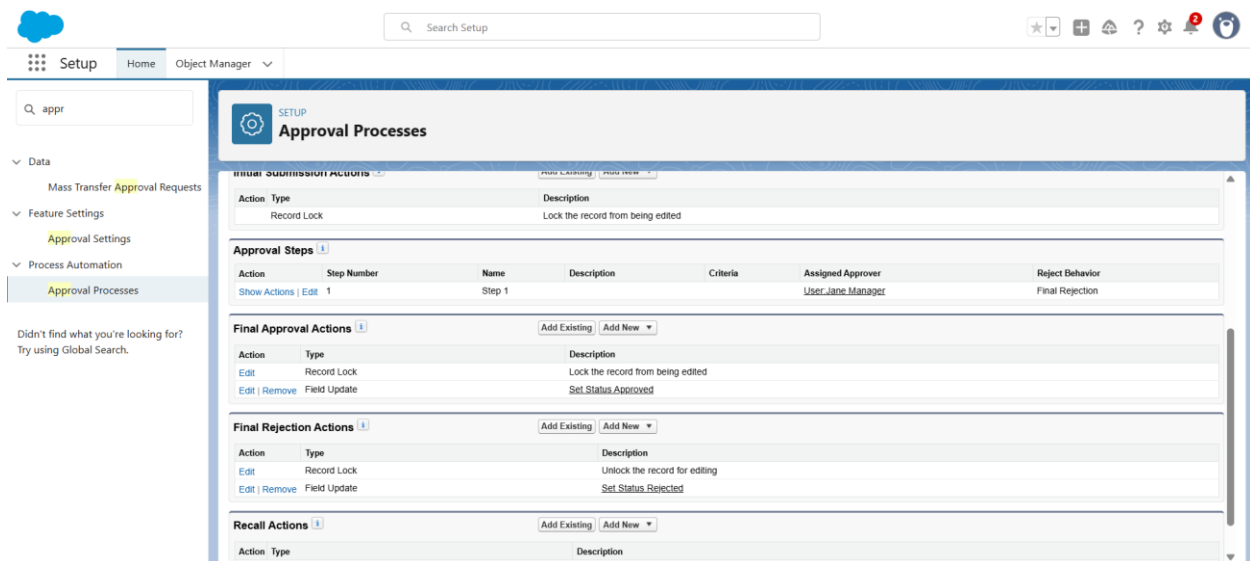 Search Setup
2
Setup Home Object Manager
appr
SETUP
Approval Processes
Data
Mass Transfer Approval Requests
Feature Settings
Approval Settings
Process Automation
Approval Processes
Didn't find what you're looking for?
Try using Global Search.
Initial Submission Actions i Add Existing Add New
Action Type Description
Record Lock Lock the record from being edited
Approval Steps i
Action Step Number Name Description Criteria Assigned Approver Reject Behavior
Show Actions | Edit 1 Step 1 User:Jane Manager Final Rejection
Final Approval Actions i Add Existing Add New
Action Type Description
Edit Record Lock Lock the record from being edited
Edit | Remove Field Update Set Status Approved
Final Rejection Actions i Add Existing Add New
Action Type Description
Edit Record Lock Unlock the record for editing
Edit | Remove Field Update Set Status Rejected
Recall Actions i Add Existing Add New
Action Type Description